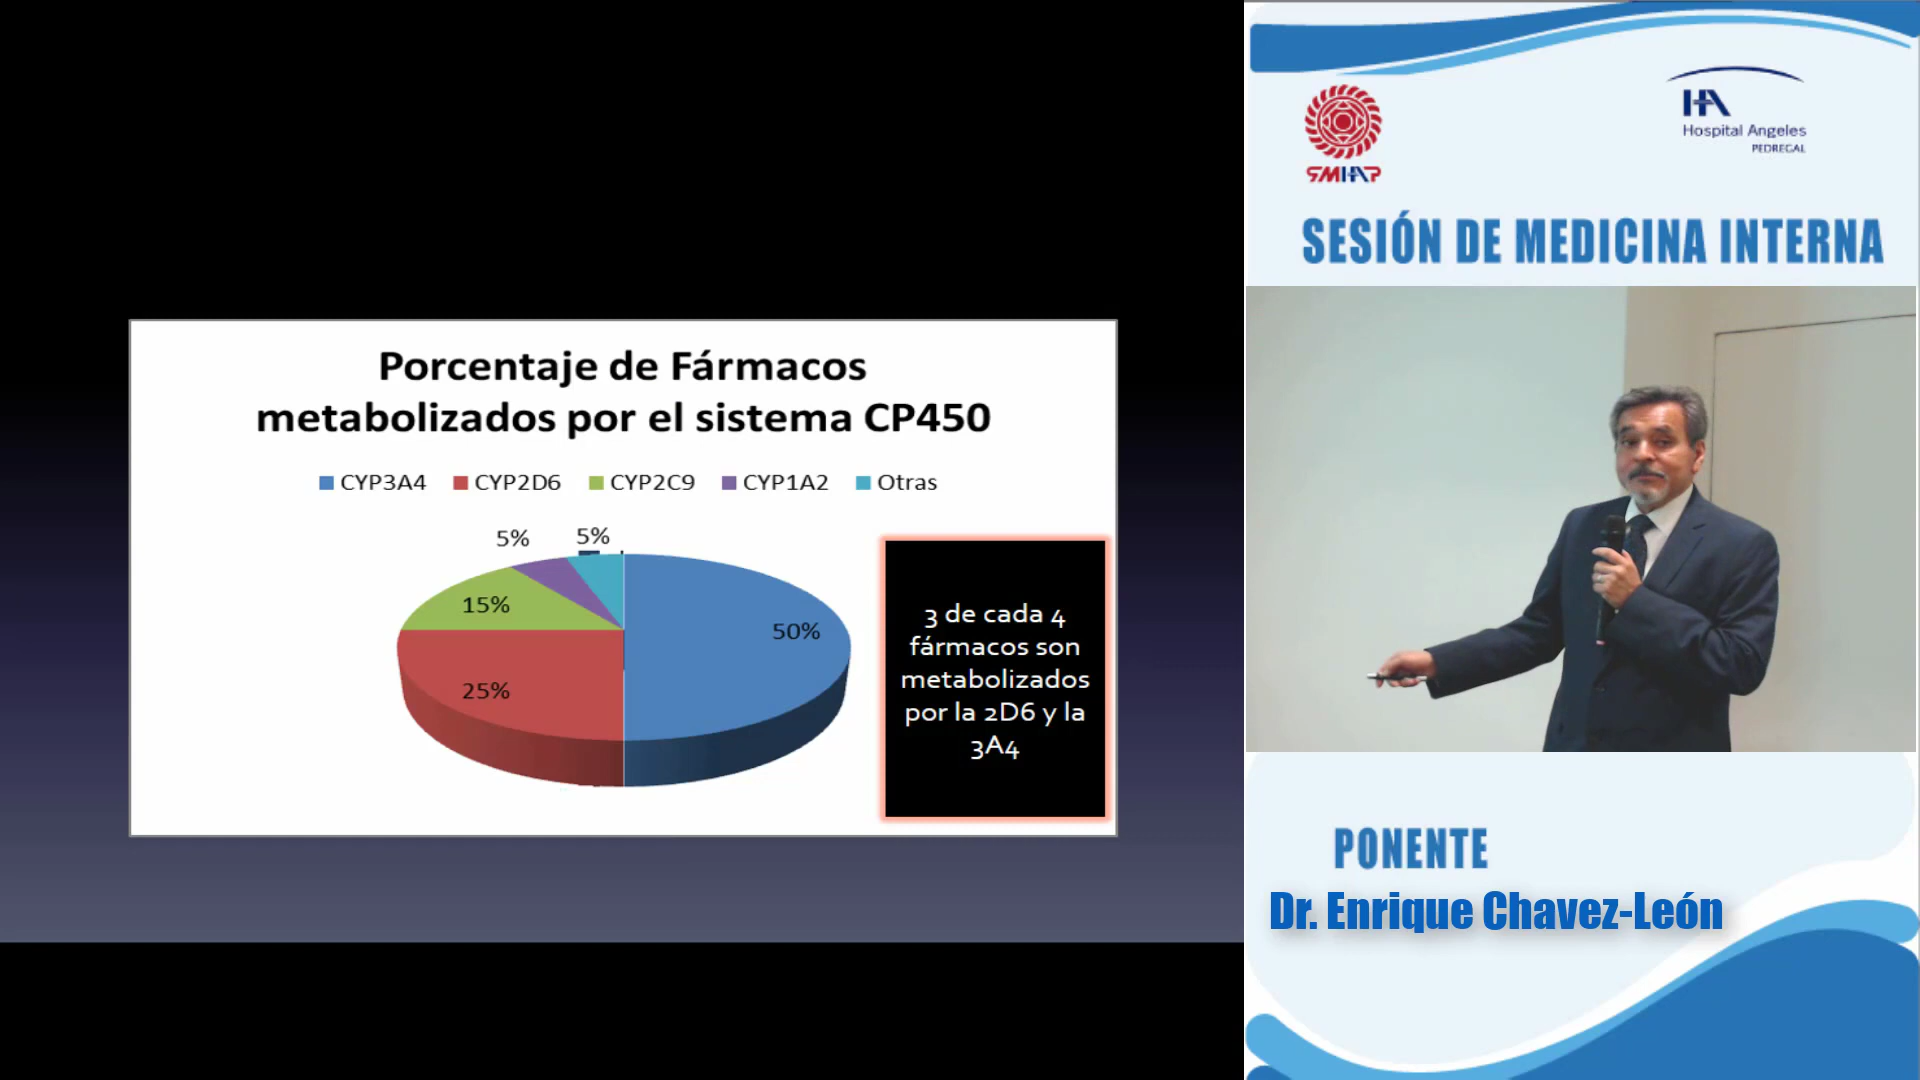 Porcentaje de Fármacos
metabolizados por el sistema CP450
CYP3A4 CYP2D6 CYP2C9 CYP1A2 Otras
5% 5%
15%
50%
25%
3 de cada 4
fármacos son
metabolizados
por la 2D6 y la
3A4
SMHAP
HA
Hospital Angeles
PEDREGAL
SESIÓN DE MEDICINA INTERNA
PONENTE
Dr. Enrique Chavez-León